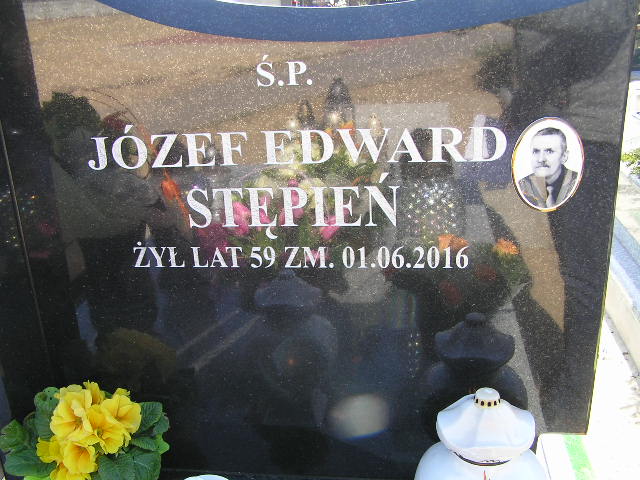 Ś.P.
JÓZEF EDWARD
STĘPIEŃ
ŻYŁ LAT 59 ZM. 01.06.2016